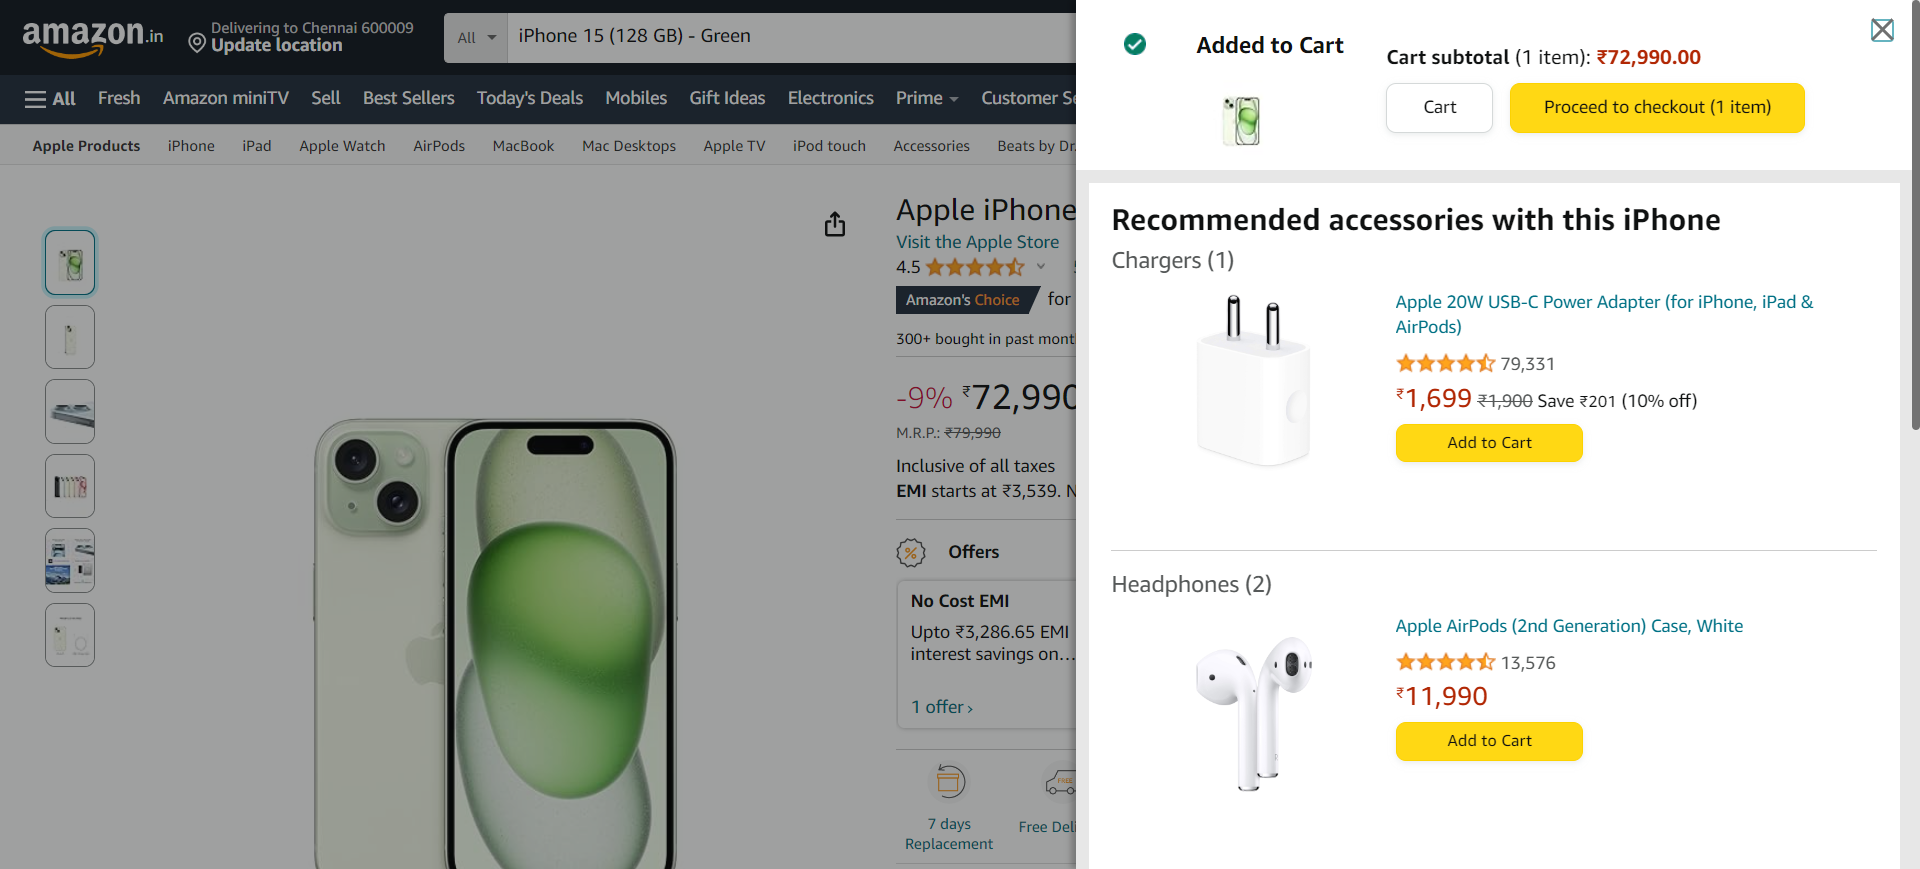 amazon.in
Delivering to Chennai 600009
Update location
All
iPhone 15 (128 GB) - Green
All
Fresh
Amazon miniTV
Sell
Best Sellers
Today's Deals
Mobiles
Gift Ideas
Electronics
Prime
Customer Se
Apple Products
iPhone
iPad
Apple Watch
AirPods
MacBook
Mac Desktops
Apple TV
iPod touch
Accessories
Beats by Dr.
Apple iPhone
Visit the Apple Store
4.5
Amazon's Choice for
300+ bought in past mont
-9% ₹72,990
M.R.P.: ₹79,990
Inclusive of all taxes
EMI starts at ₹3,539. N
Offers
No Cost EMI
Upto ₹3,286.65 EMI
interest savings on...
1 offer ›
7 days
Replacement
FREE
Free Deli
Added to Cart
Cart subtotal (1 item): ₹72,990.00
Cart
Proceed to checkout (1 item)
Recommended accessories with this iPhone
Chargers (1)
Apple 20W USB-C Power Adapter (for iPhone, iPad &
AirPods)
79,331
₹1,699 ₹1,900 Save ₹201 (10% off)
Add to Cart
Headphones (2)
Apple AirPods (2nd Generation) Case, White
13,576
₹11,990
Add to Cart